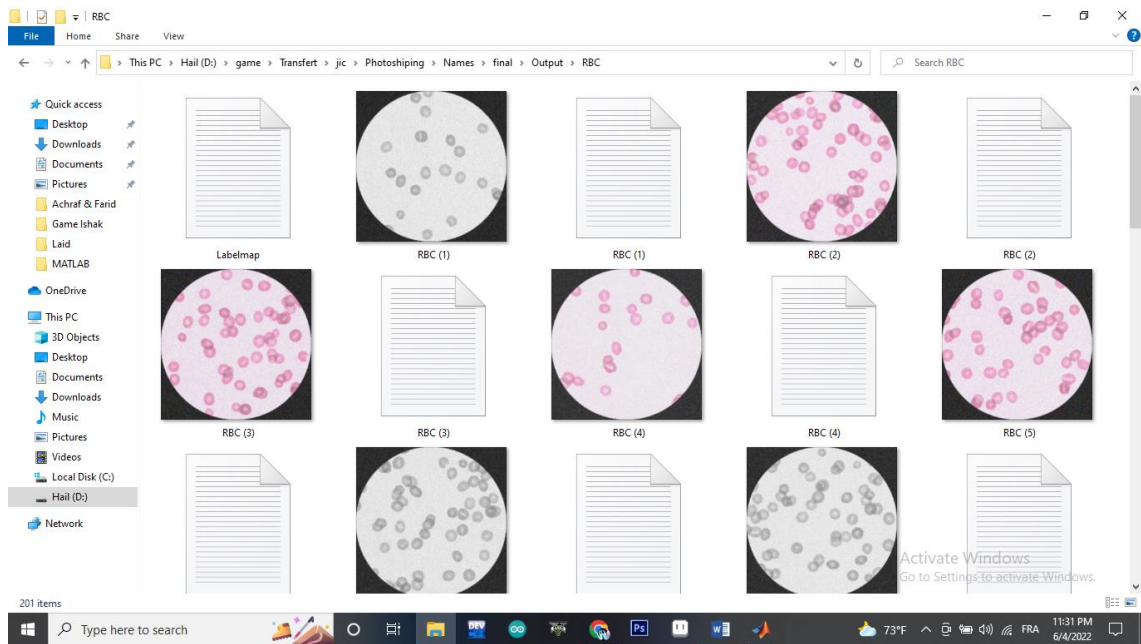 RBC
File Home Share View
This PC > Hail (D:) > game > Transfert > jic > Photoshiping > Names > final > Output > RBC
Search RBC
Quick access
Desktop
Downloads
Documents
Pictures
Achraf & Farid
Game Ishak
Laid
MATLAB
OneDrive
This PC
3D Objects
Desktop
Documents
Downloads
Music
Pictures
Videos
Local Disk (C:)
Hail (D:)
Network
Labelmap RBC (1) RBC (1) RBC (2) RBC (2)
RBC (3) RBC (3) RBC (4) RBC (4) RBC (5)
Activate Windows
Go to Settings to activate Windows.
201 items
Type here to search
DEV
Ps
W
73°F
FRA
11:31 PM
6/4/2022